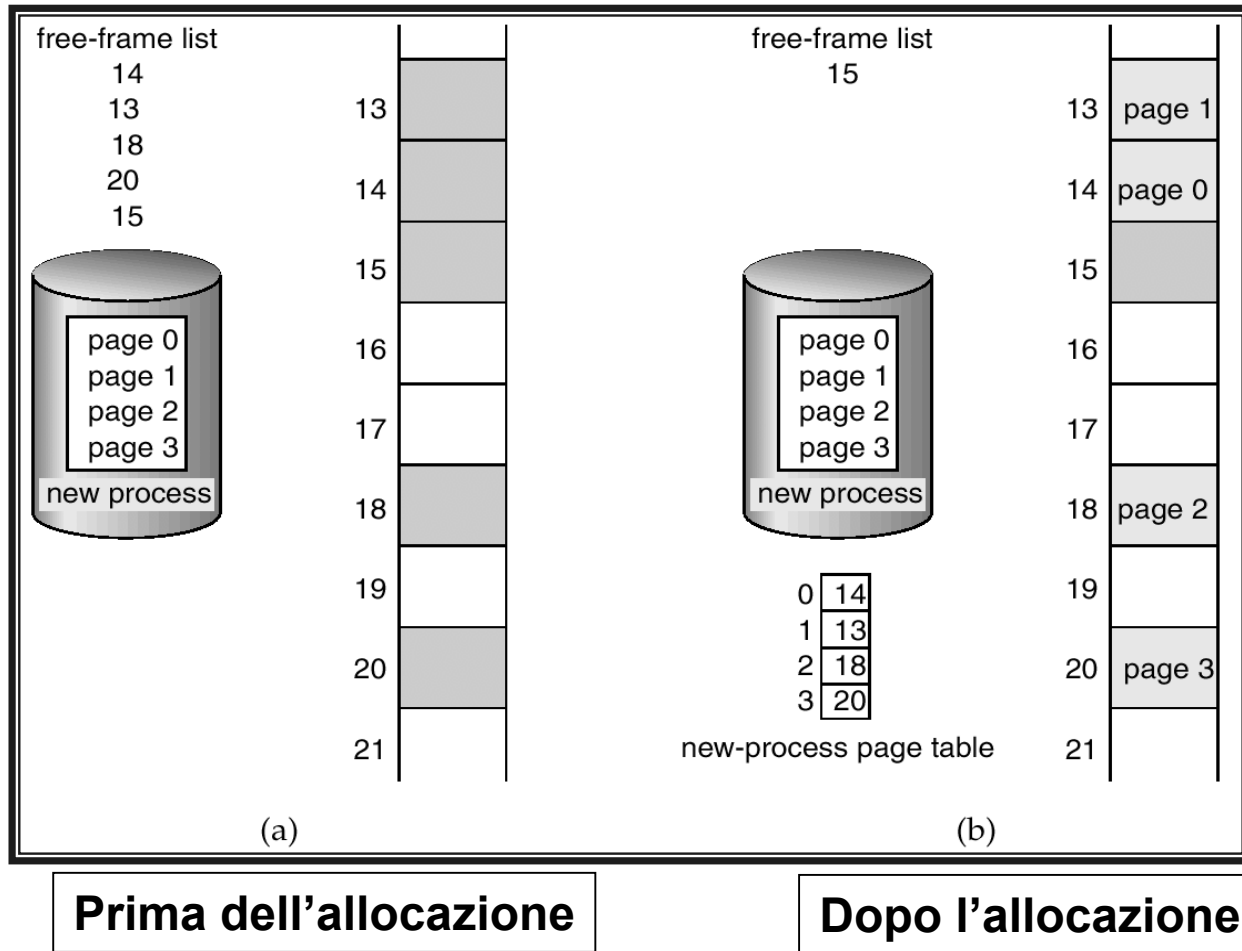 free-frame list
14
13
18
20
15
page 0
page 1
page 2
page 3
new process
13
14
15
16
17
18
19
20
21
(a)
free-frame list
15
page 0
page 1
page 2
page 3
new process
0 14
1 13
2 18
3 20
new-process page table
13 page 1
14 page 0
15
16
17
18 page 2
19
20 page 3
21
(b)
Prima dell’allocazione
Dopo l’allocazione